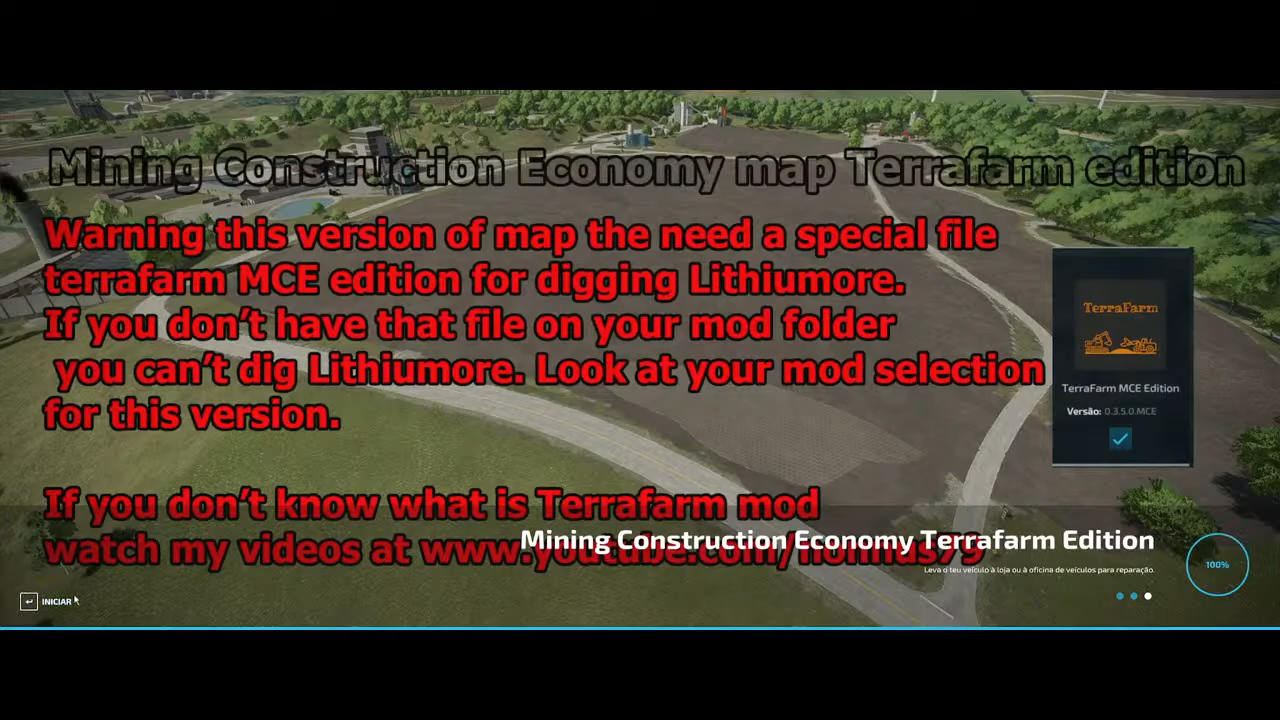 Mining Construction Economy map Terrafarm edition
Warning this version of map the need a special file
terrafarm MCE edition for digging Lithiumore.
If you don't have that file on your mod folder
you can't dig Lithiumore. Look at your mod selection
for this version.
TerraFarm
TerraFarm MCE Edition
Versão: 0.3.5.0.MCE
If you don't know what is Terrafarm mod
watch my videos at www.youtube.com/nonnus79
Mining Construction Economy Terrafarm Edition
Leva o teu veículo à loja ou à oficina de veículos para reparação.
100%
INICIAR